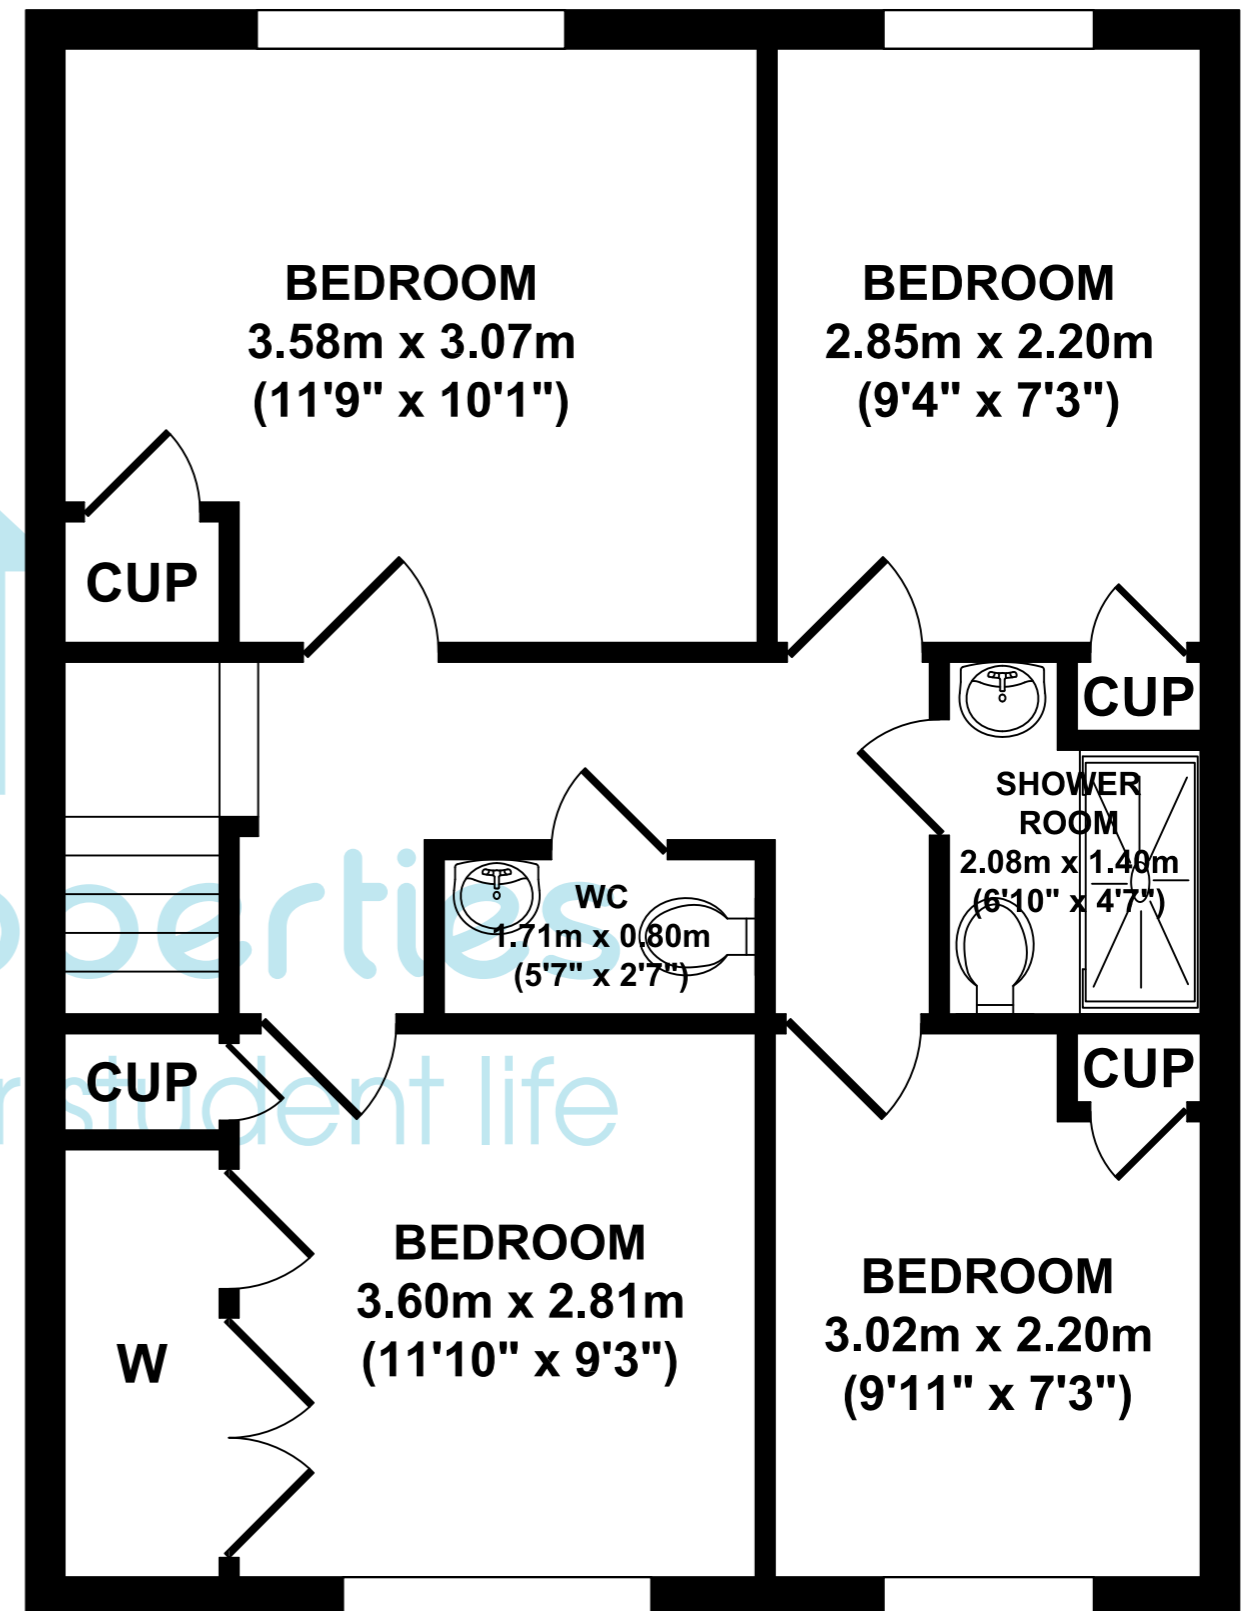 BEDROOM
3.58m x 3.07m
(11'9" x 10'1")
BEDROOM
2.85m x 2.20m
(9'4" x 7'3")
CUP
CUP
SHOWER
ROOM
2.08m x 1.40m
(6'10" x 4'7")
WC
1.71m x 0.80m
(5'7" x 2'7")
operties
student life
CUP
CUP
BEDROOM
3.60m x 2.81m
(11'10" x 9'3")
W
BEDROOM
3.02m x 2.20m
(9'11" x 7'3")